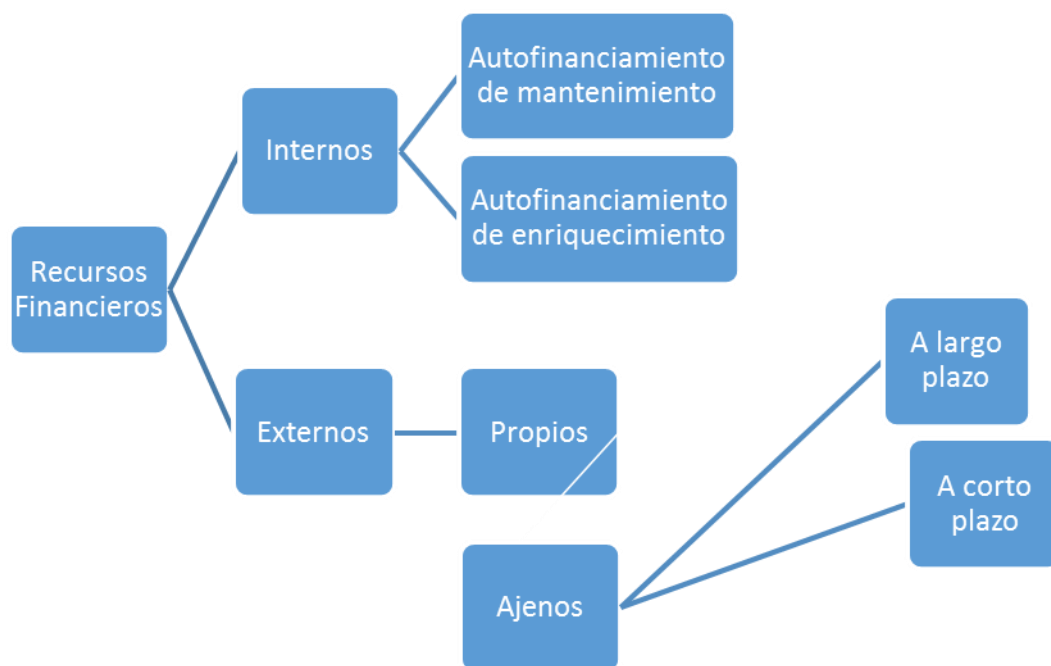 Autofinanciamiento
de mantenimiento
Internos
Autofinanciamiento
de enriquecimiento
Recursos
Financieros
A largo
plazo
Externos
Propios
A corto
plazo
Ajenos